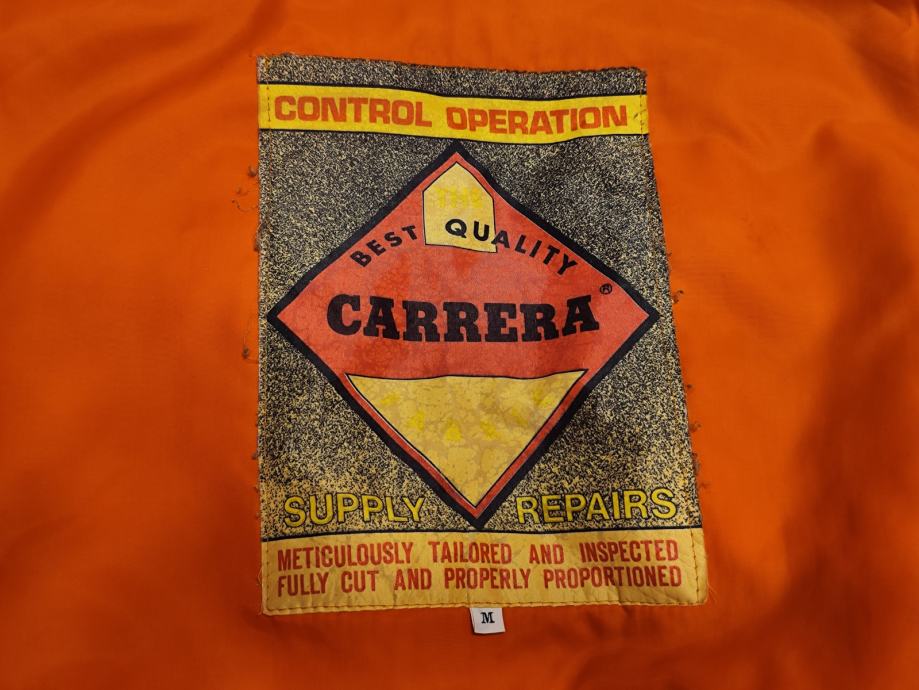 CONTROL OPERATION
BEST QUALITY
CARRERA®
SUPPLY REPAIRS
METICULOUSLY TAILORED AND INSPECTED
FULLY CUT AND PROPERLY PROPORTIONED
M